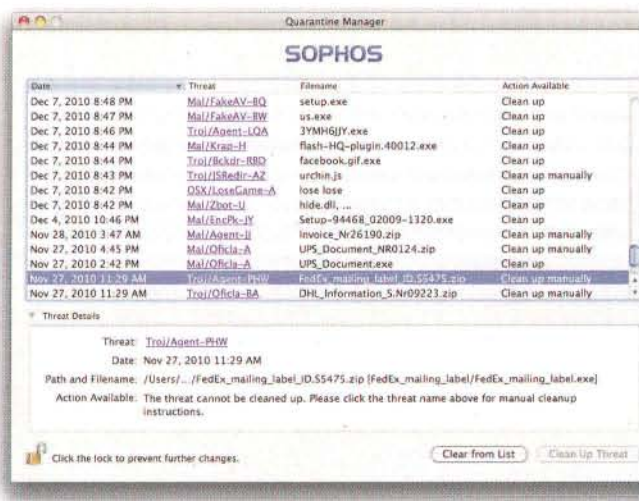 Quarantine Manager
SOPHOS
Date Threat Filename Action Available
Dec 7, 2010 8:48 PM Mal/FakeAV-BQ setup.exe Clean up
Dec 7, 2010 8:47 PM Mal/FakeAV-BW us.exe Clean up
Dec 7, 2010 8:46 PM Troj/Agent-LQA 3YMH6JJY.exe Clean up
Dec 7, 2010 8:44 PM Mal/Krap-H flash-HQ-plugin.40012.exe Clean up
Dec 7, 2010 8:44 PM Troj/Bckdr-RBD facebook.gif.exe Clean up
Dec 7, 2010 8:43 PM Troj/JSRedir-AZ urchin.js Clean up manually
Dec 7, 2010 8:42 PM OSX/LoseGame-A lose lose Clean up
Dec 7, 2010 8:42 PM Mal/Zbot-U hide.dll, ... Clean up
Dec 4, 2010 10:46 PM Mal/EncPk-JY Setup-94468_02009-1320.exe Clean up
Nov 28, 2010 3:47 AM Mal/Agent-IJ Invoice_Nr26190.zip Clean up manually
Nov 27, 2010 4:45 PM Mal/Oficla-A UPS_Document_NR0124.zip Clean up manually
Nov 27, 2010 2:42 PM Mal/Oficla-A UPS_Document.exe Clean up
Nov 27, 2010 11:29 AM Troj/Agent-PHW FedEx_mailing_label_ID.S5475.zip Clean up manually
Nov 27, 2010 11:29 AM Troj/Oficla-BA DHL_Information_S.Nr09223.zip Clean up manually
Threat Details
Threat: Troj/Agent-PHW
Date: Nov 27, 2010 11:29 AM
Path and Filename: /Users/.../FedEx_mailing_label_ID.S5475.zip [FedEx_mailing_label/FedEx_mailing_label.exe]
Action Available: The threat cannot be cleaned up. Please click the threat name above for manual cleanup
instructions.
Click the lock to prevent further changes.
Clear from List Clean Up Threat